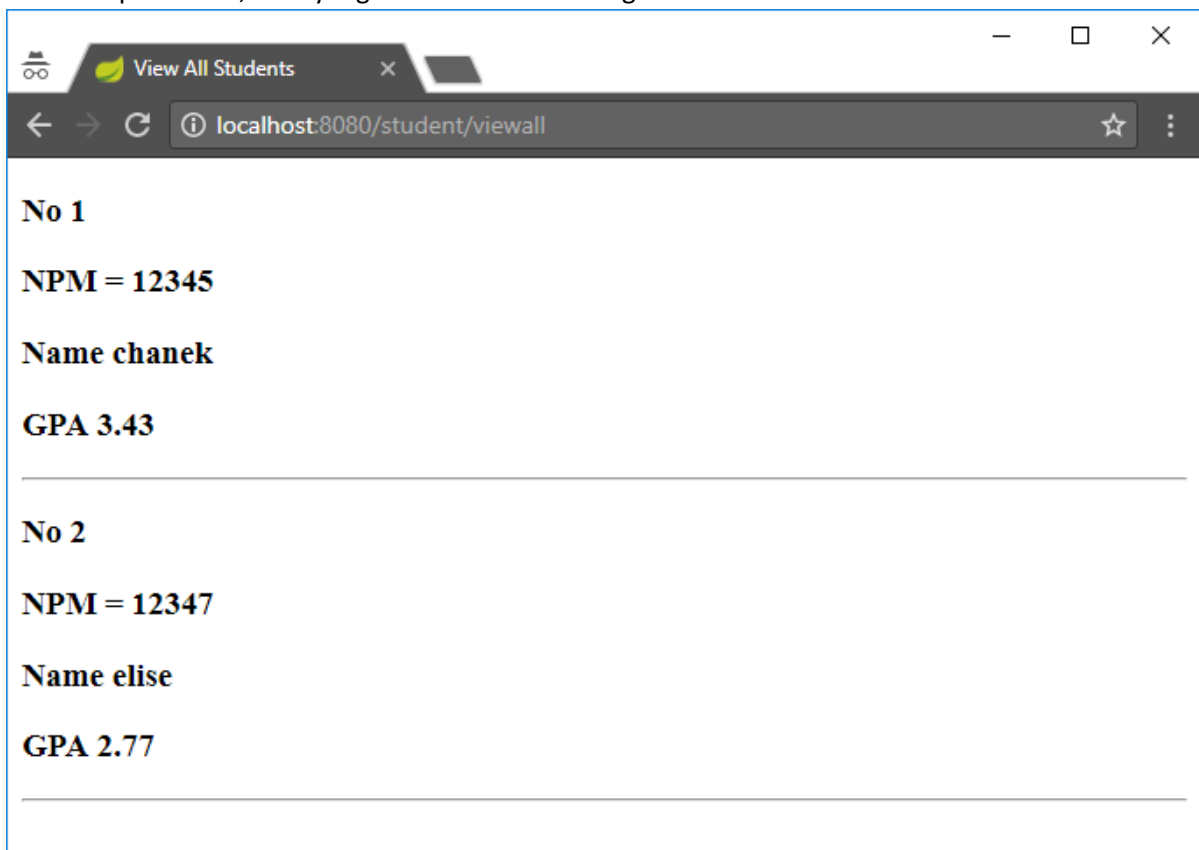 View All Students
localhost:8080/student/viewall
No 1
NPM = 12345
Name chanek
GPA 3.43
No 2
NPM = 12347
Name elise
GPA 2.77